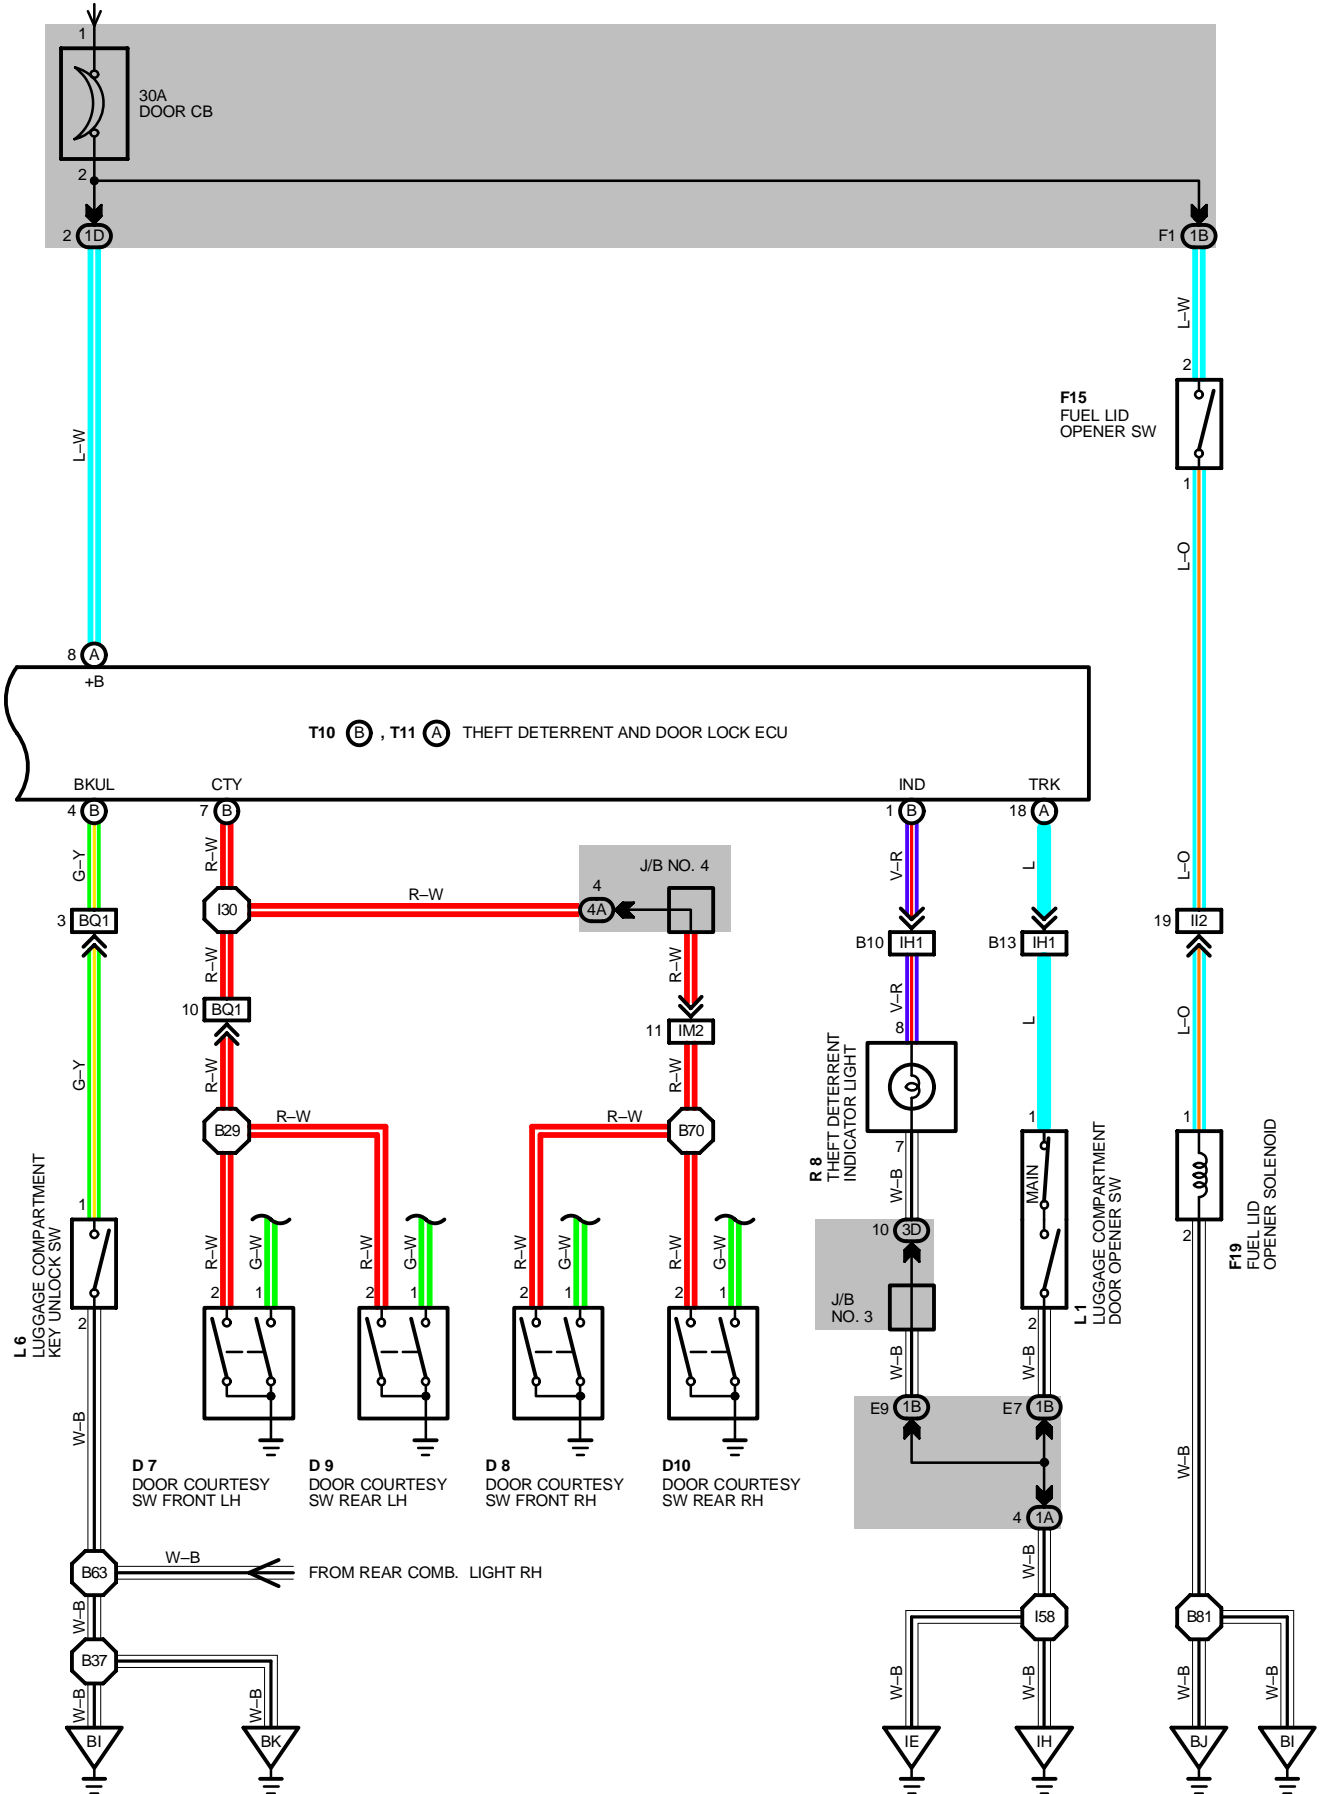 1
30A
DOOR CB
2
2 1D
F1 1B
L–W
L–W
2
F15
FUEL LID
OPENER SW
1
L–O
8 A
+B
T10 B , T11 A THEFT DETERRENT AND DOOR LOCK ECU
BKUL
CTY
IND
TRK
4 B
7 B
1 B
18 A
G–Y
R–W
V–R
L
L–O
J/B NO. 4
4
4A
R–W
I30
3 BQ1
19 II2
B10 IH1
B13 IH1
R–W
R–W
10 BQ1
11 IM2
V–R
L
L–O
8
G–Y
R–W
R–W
R 8
THEFT DETERRENT
INDICATOR LIGHT
B29
R–W
R–W
B70
1
1
7
L 6
LUGGAGE COMPARTMENT
KEY UNLOCK SW
1
2
MAIN
L 1
LUGGAGE COMPARTMENT
DOOR OPENER SW
2
F19
FUEL LID
OPENER SOLENOID
2
W–B
10 3D
J/B
NO. 3
R–W
G–W
R–W
G–W
R–W
G–W
R–W
G–W
2 1
2 1
2 1
2 1
W–B
W–B
E9 1B
E7 1B
W–B
W–B
D 7
DOOR COURTESY
SW FRONT LH
D 9
DOOR COURTESY
SW REAR LH
D 8
DOOR COURTESY
SW FRONT RH
D10
DOOR COURTESY
SW REAR RH
4 1A
B63
W–B
FROM REAR COMB. LIGHT RH
W–B
W–B
I58
B81
B37
W–B
W–B
W–B
W–B
W–B
W–B
BI
BK
IE
IH
BJ
BI